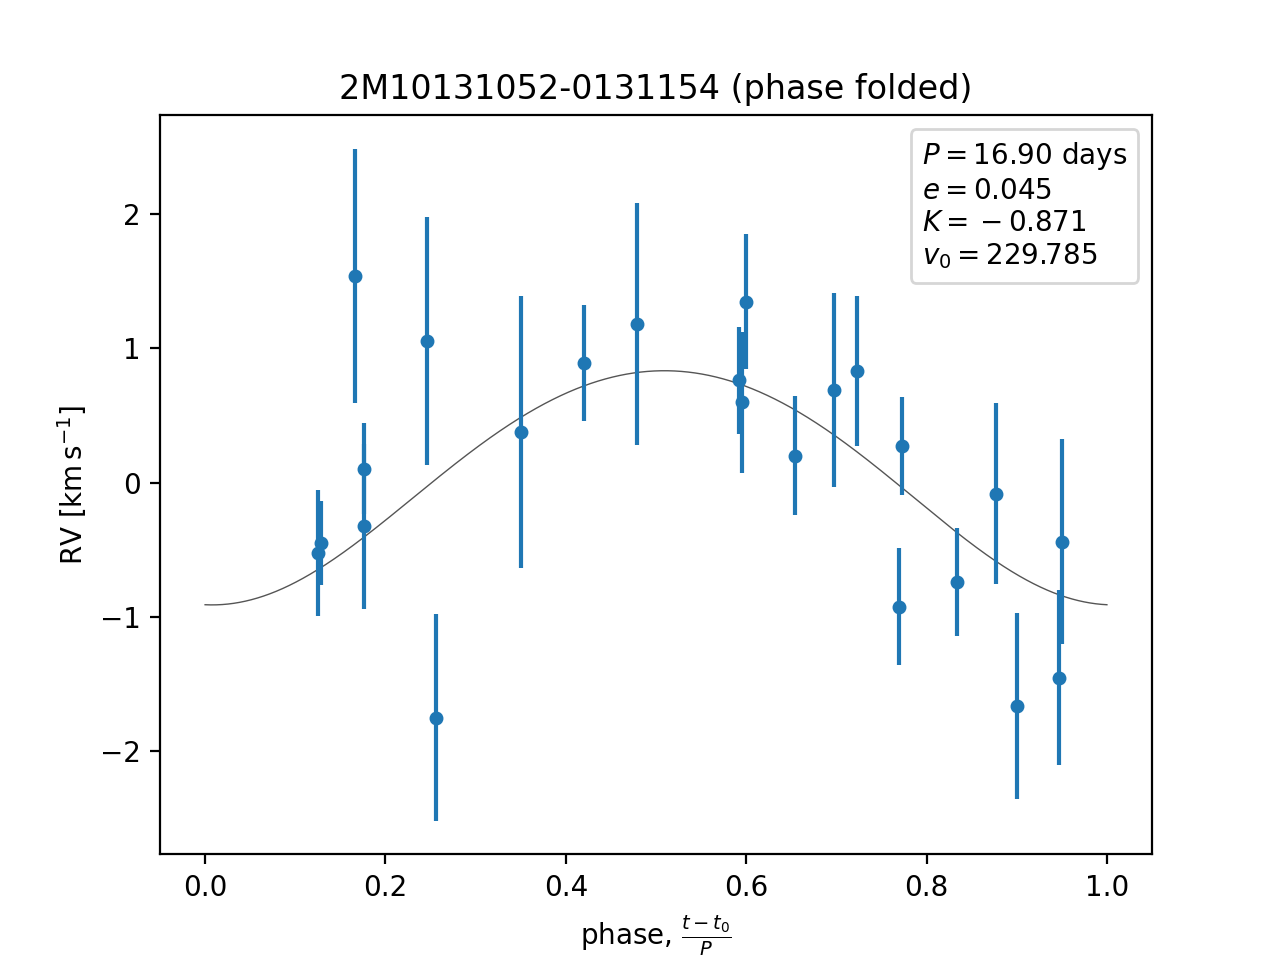 2M10131052-0131154 (phase folded)
P = 16.90 days
e = 0.045
K = −0.871
v₀ = 229.785
RV [km s⁻¹]
2
1
0
−1
−2
0.0 0.2 0.4 0.6 0.8 1.0
phase, (t − t₀)/P